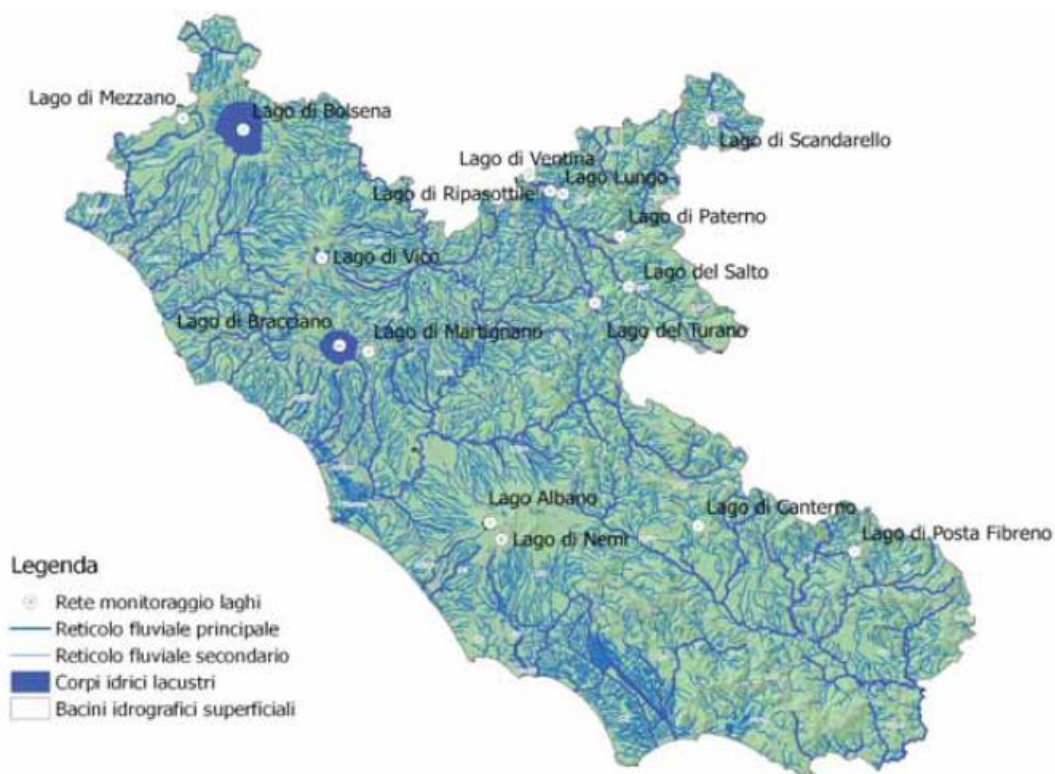 Lago di Mezzano
Lago di Bolsena
Lago di Scandarello
Lago di Ventina
Lago di Ripasottile
Lago Lungo
Lago di Paterno
Lago di Vico
Lago del Salto
Lago di Bracciano
Lago di Martignano
Lago del Turano
Lago Albano
Lago di Canterno
Lago di Nemi
Lago di Posta Fibreno
Legenda
Rete monitoraggio laghi
Reticolo fluviale principale
Reticolo fluviale secondario
Corpi idrici lacustri
Bacini idrografici superficiali